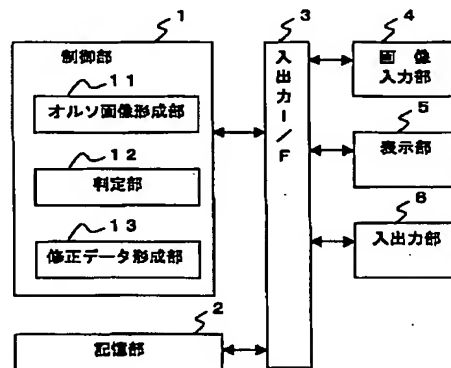 1
制御部
11
オルソ画像形成部
12
判定部
13
修正データ形成部
2
記憶部
3
入出力I/F
4
画像
入力部
5
表示部
6
入出力部